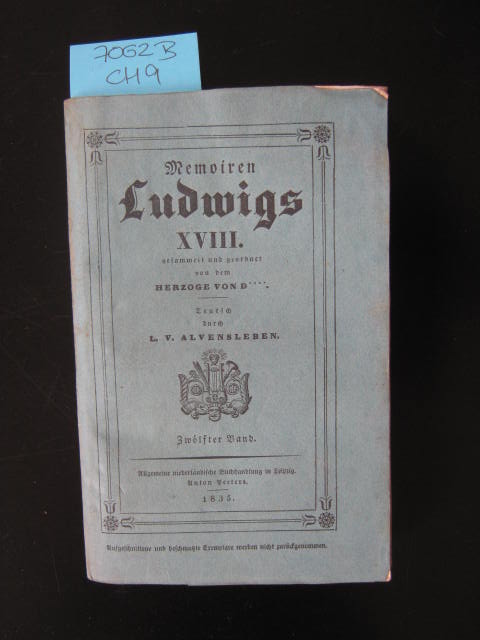 7062B
CH9
Memoiren
Ludwigs
XVIII.
gesammelt und geordnet
von dem
HERZOGE VON D****.
Teutsch
durch
L. V. ALVENSLEBEN.
Zwölfter Band.
Allgemeine niederländische Buchhandlung in Leipzig.
Anton Peeters.
1835.
Aufgeschnittene und beschmutzte Exemplare werden nicht zurückgenommen.